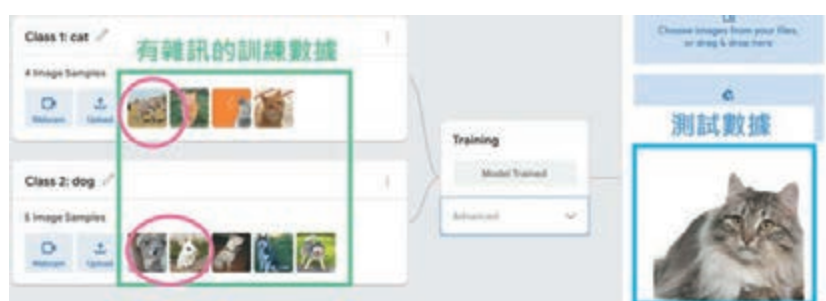 Class 1: cat
有雜訊的訓練數據
4 Image Samples
Webcam
Upload
Class 2: dog
5 Image Samples
Webcam
Upload
Training
Model Trained
Advanced
Choose images from your files,
or drag & drop here
測試數據